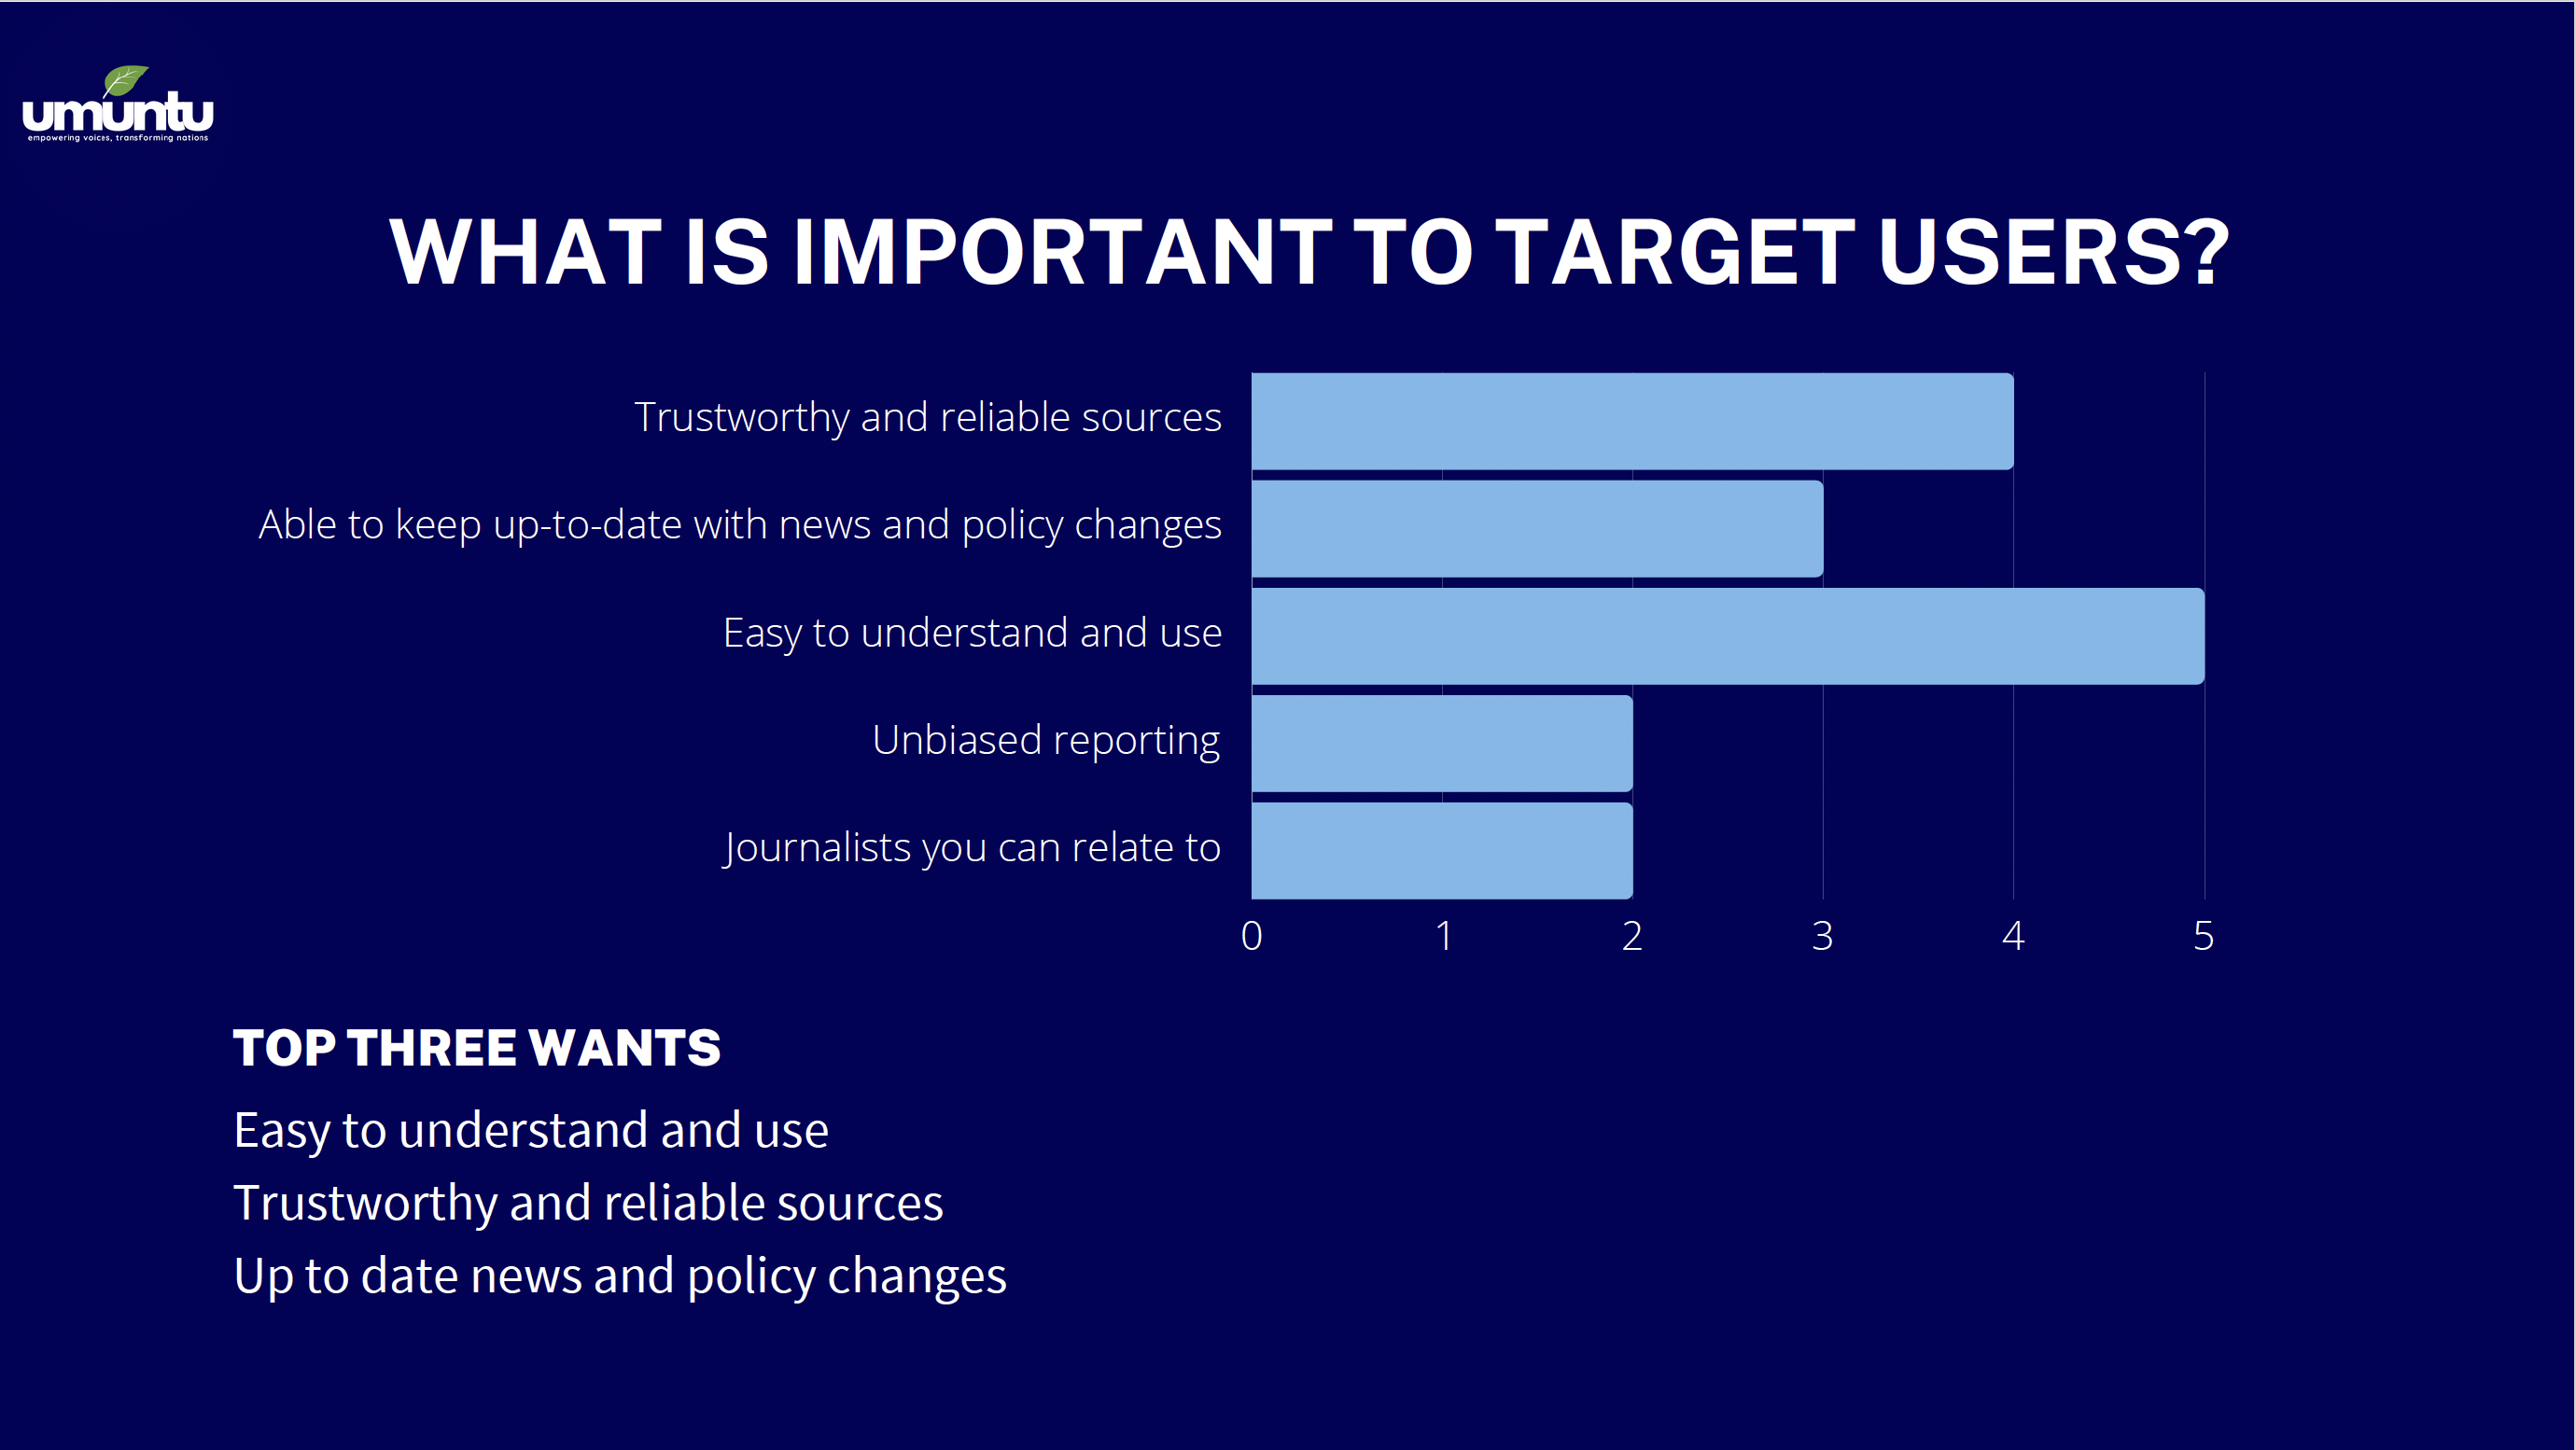 umuntu
empowering voices, transforming nations
WHAT IS IMPORTANT TO TARGET USERS?
Trustworthy and reliable sources
Able to keep up-to-date with news and policy changes
Easy to understand and use
Unbiased reporting
Journalists you can relate to
0 1 2 3 4 5
TOP THREE WANTS
Easy to understand and use
Trustworthy and reliable sources
Up to date news and policy changes